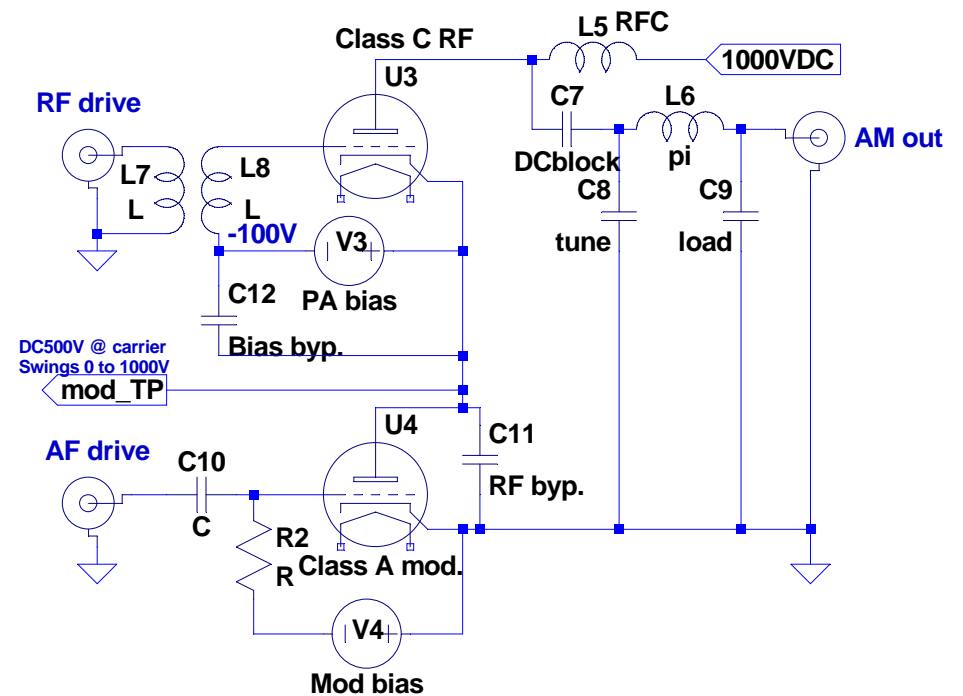 Class C RF
U3
L5 RFC
1000VDC
RF drive
C7
L6
AM out
DCblock
pi
L7
L8
L
L
C8
C9
-100V
V3
tune
load
C12
PA bias
Bias byp.
DC500V @ carrier
Swings 0 to 1000V
mod_TP
U4
C11
AF drive
C10
RF byp.
C
R2
R
Class A mod.
V4
Mod bias